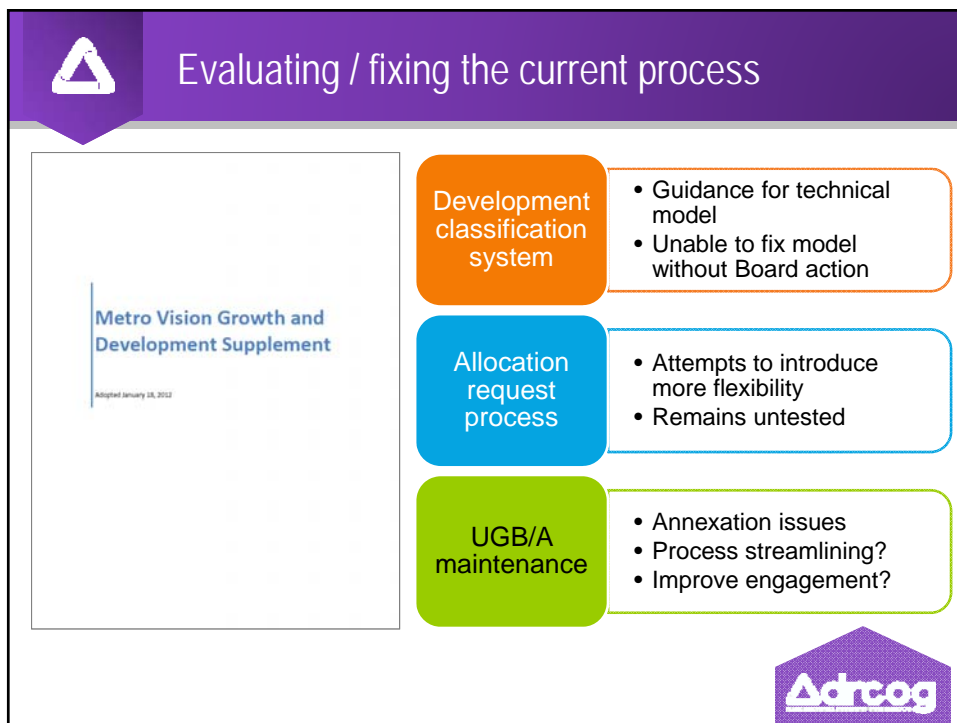 Evaluating / fixing the current process
Metro Vision Growth and
Development Supplement
Adopted January 18, 2012
Development
classification
system
• Guidance for technical
model
• Unable to fix model
without Board action
Allocation
request
process
• Attempts to introduce
more flexibility
• Remains untested
UGB/A
maintenance
• Annexation issues
• Process streamlining?
• Improve engagement?
drcog